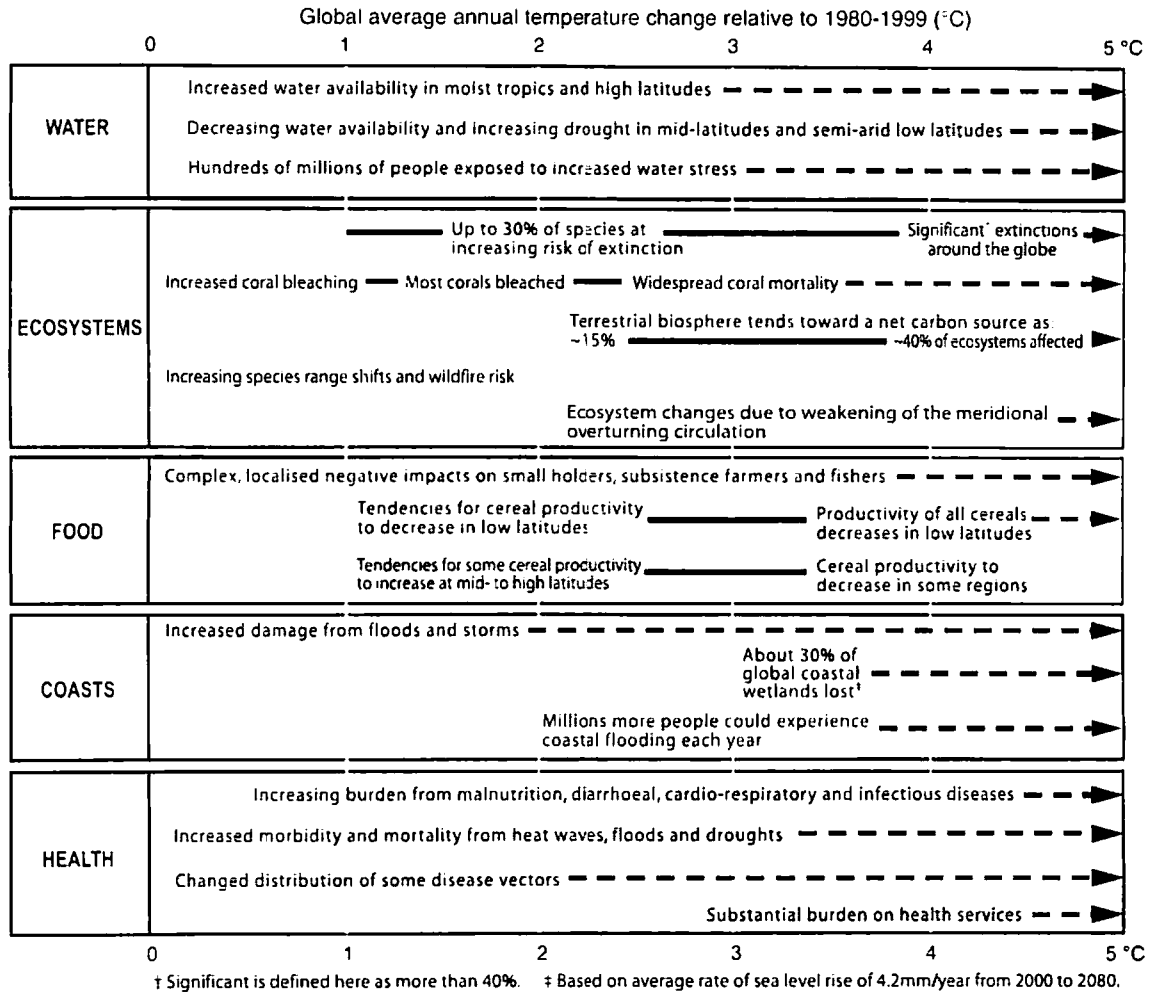 Global average annual temperature change relative to 1980-1999 (°C)
0 1 2 3 4 5 °C
WATER
Increased water availability in moist tropics and high latitudes
Decreasing water availability and increasing drought in mid-latitudes and semi-arid low latitudes
Hundreds of millions of people exposed to increased water stress
ECOSYSTEMS
Up to 30% of species at
increasing risk of extinction
Significant† extinctions
around the globe
Increased coral bleaching
Most corals bleached
Widespread coral mortality
Terrestrial biosphere tends toward a net carbon source as:
~15%
~40% of ecosystems affected
Increasing species range shifts and wildfire risk
Ecosystem changes due to weakening of the meridional
overturning circulation
FOOD
Complex, localised negative impacts on small holders, subsistence farmers and fishers
Tendencies for cereal productivity
to decrease in low latitudes
Productivity of all cereals
decreases in low latitudes
Tendencies for some cereal productivity
to increase at mid- to high latitudes
Cereal productivity to
decrease in some regions
COASTS
Increased damage from floods and storms
About 30% of
global coastal
wetlands lost‡
Millions more people could experience
coastal flooding each year
HEALTH
Increasing burden from malnutrition, diarrhoeal, cardio-respiratory and infectious diseases
Increased morbidity and mortality from heat waves, floods and droughts
Changed distribution of some disease vectors
Substantial burden on health services
0 1 2 3 4 5 °C
† Significant is defined here as more than 40%. ‡ Based on average rate of sea level rise of 4.2mm/year from 2000 to 2080.